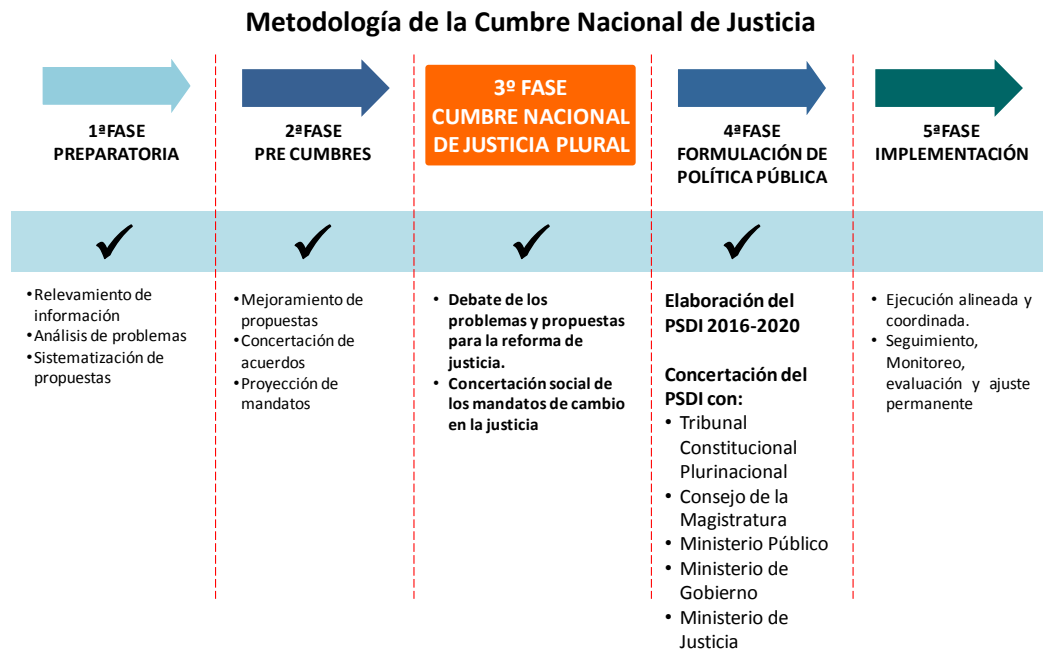 Metodología de la Cumbre Nacional de Justicia
1ªFASE
PREPARATORIA
2ªFASE
PRE CUMBRES
3º FASE
CUMBRE NACIONAL
DE JUSTICIA PLURAL
4ªFASE
FORMULACIÓN DE
POLÍTICA PÚBLICA
5ªFASE
IMPLEMENTACIÓN
•Relevamiento de
información
•Análisis de problemas
•Sistematización de
propuestas
•Mejoramiento de
propuestas
•Concertación de
acuerdos
•Proyección de
mandatos
• Debate de los
problemas y propuestas
para la reforma de
justicia.
• Concertación social de
los mandatos de cambio
en la justicia
Elaboración del
PSDI 2016-2020
Concertación del
PSDI con:
• Tribunal
Constitucional
Plurinacional
• Consejo de la
Magistratura
• Ministerio Público
• Ministerio de
Gobierno
• Ministerio de
Justicia
• Ejecución alineada y
coordinada.
• Seguimiento,
Monitoreo,
evaluación y ajuste
permanente